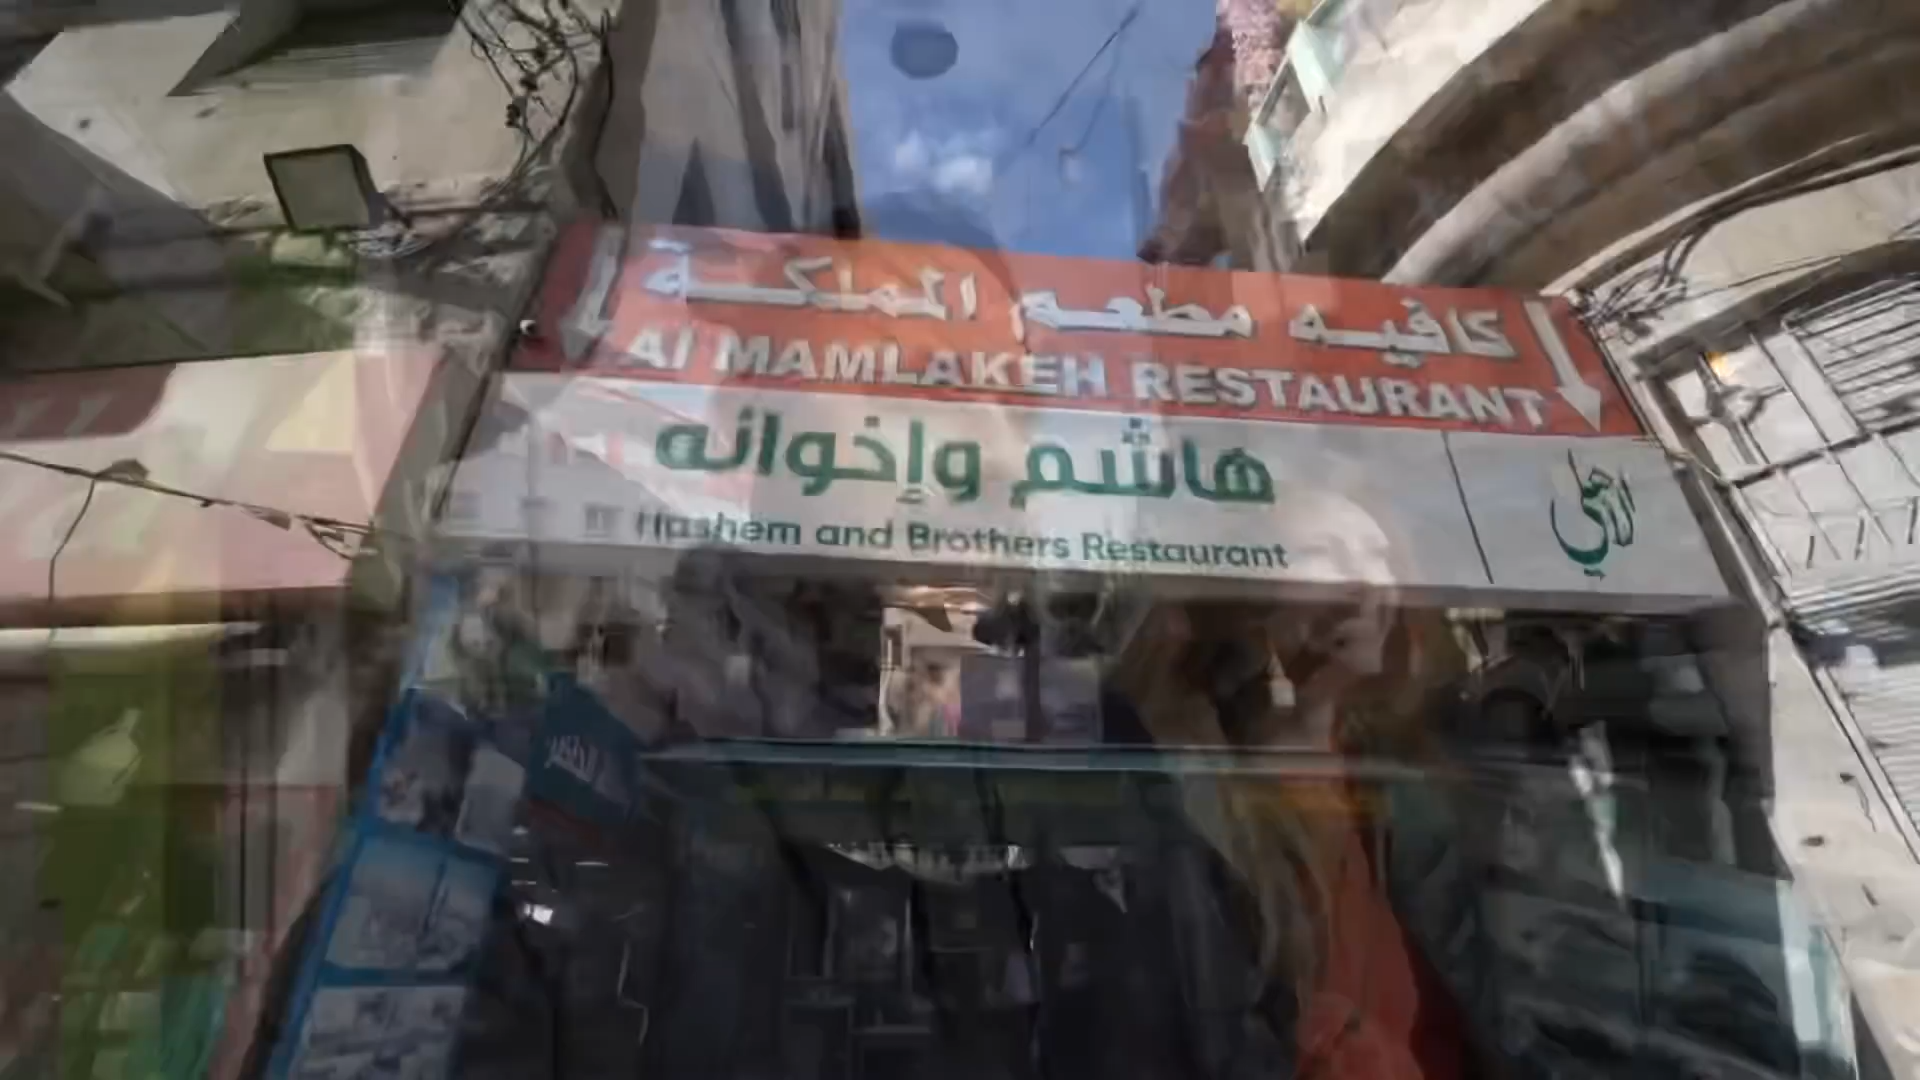 كافيه مطعم المملكة
Al MAMLAKEH RESTAURANT
هاشم وإخوانه
Hashem and Brothers Restaurant